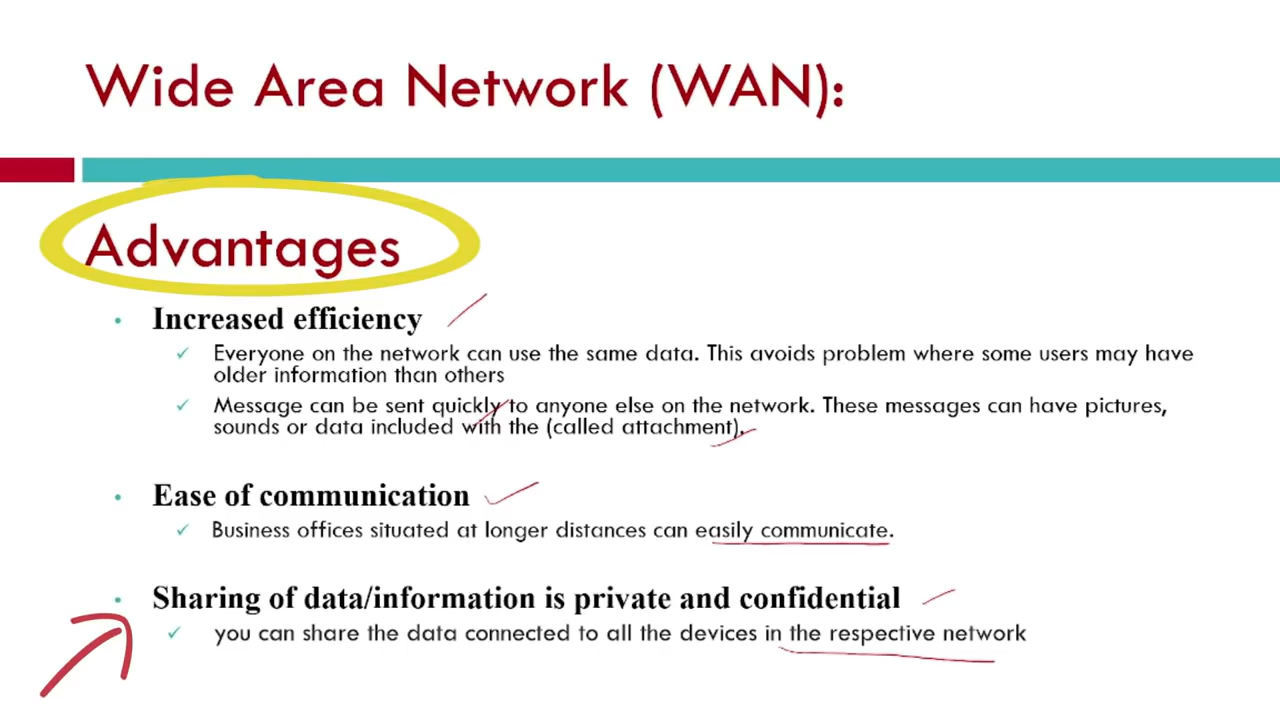 Wide Area Network (WAN):
Advantages
• Increased efficiency
✓ Everyone on the network can use the same data. This avoids problem where some users may have
older information than others
✓ Message can be sent quickly to anyone else on the network. These messages can have pictures,
sounds or data included with the (called attachment).
• Ease of communication
✓ Business offices situated at longer distances can easily communicate.
• Sharing of data/information is private and confidential
✓ you can share the data connected to all the devices in the respective network